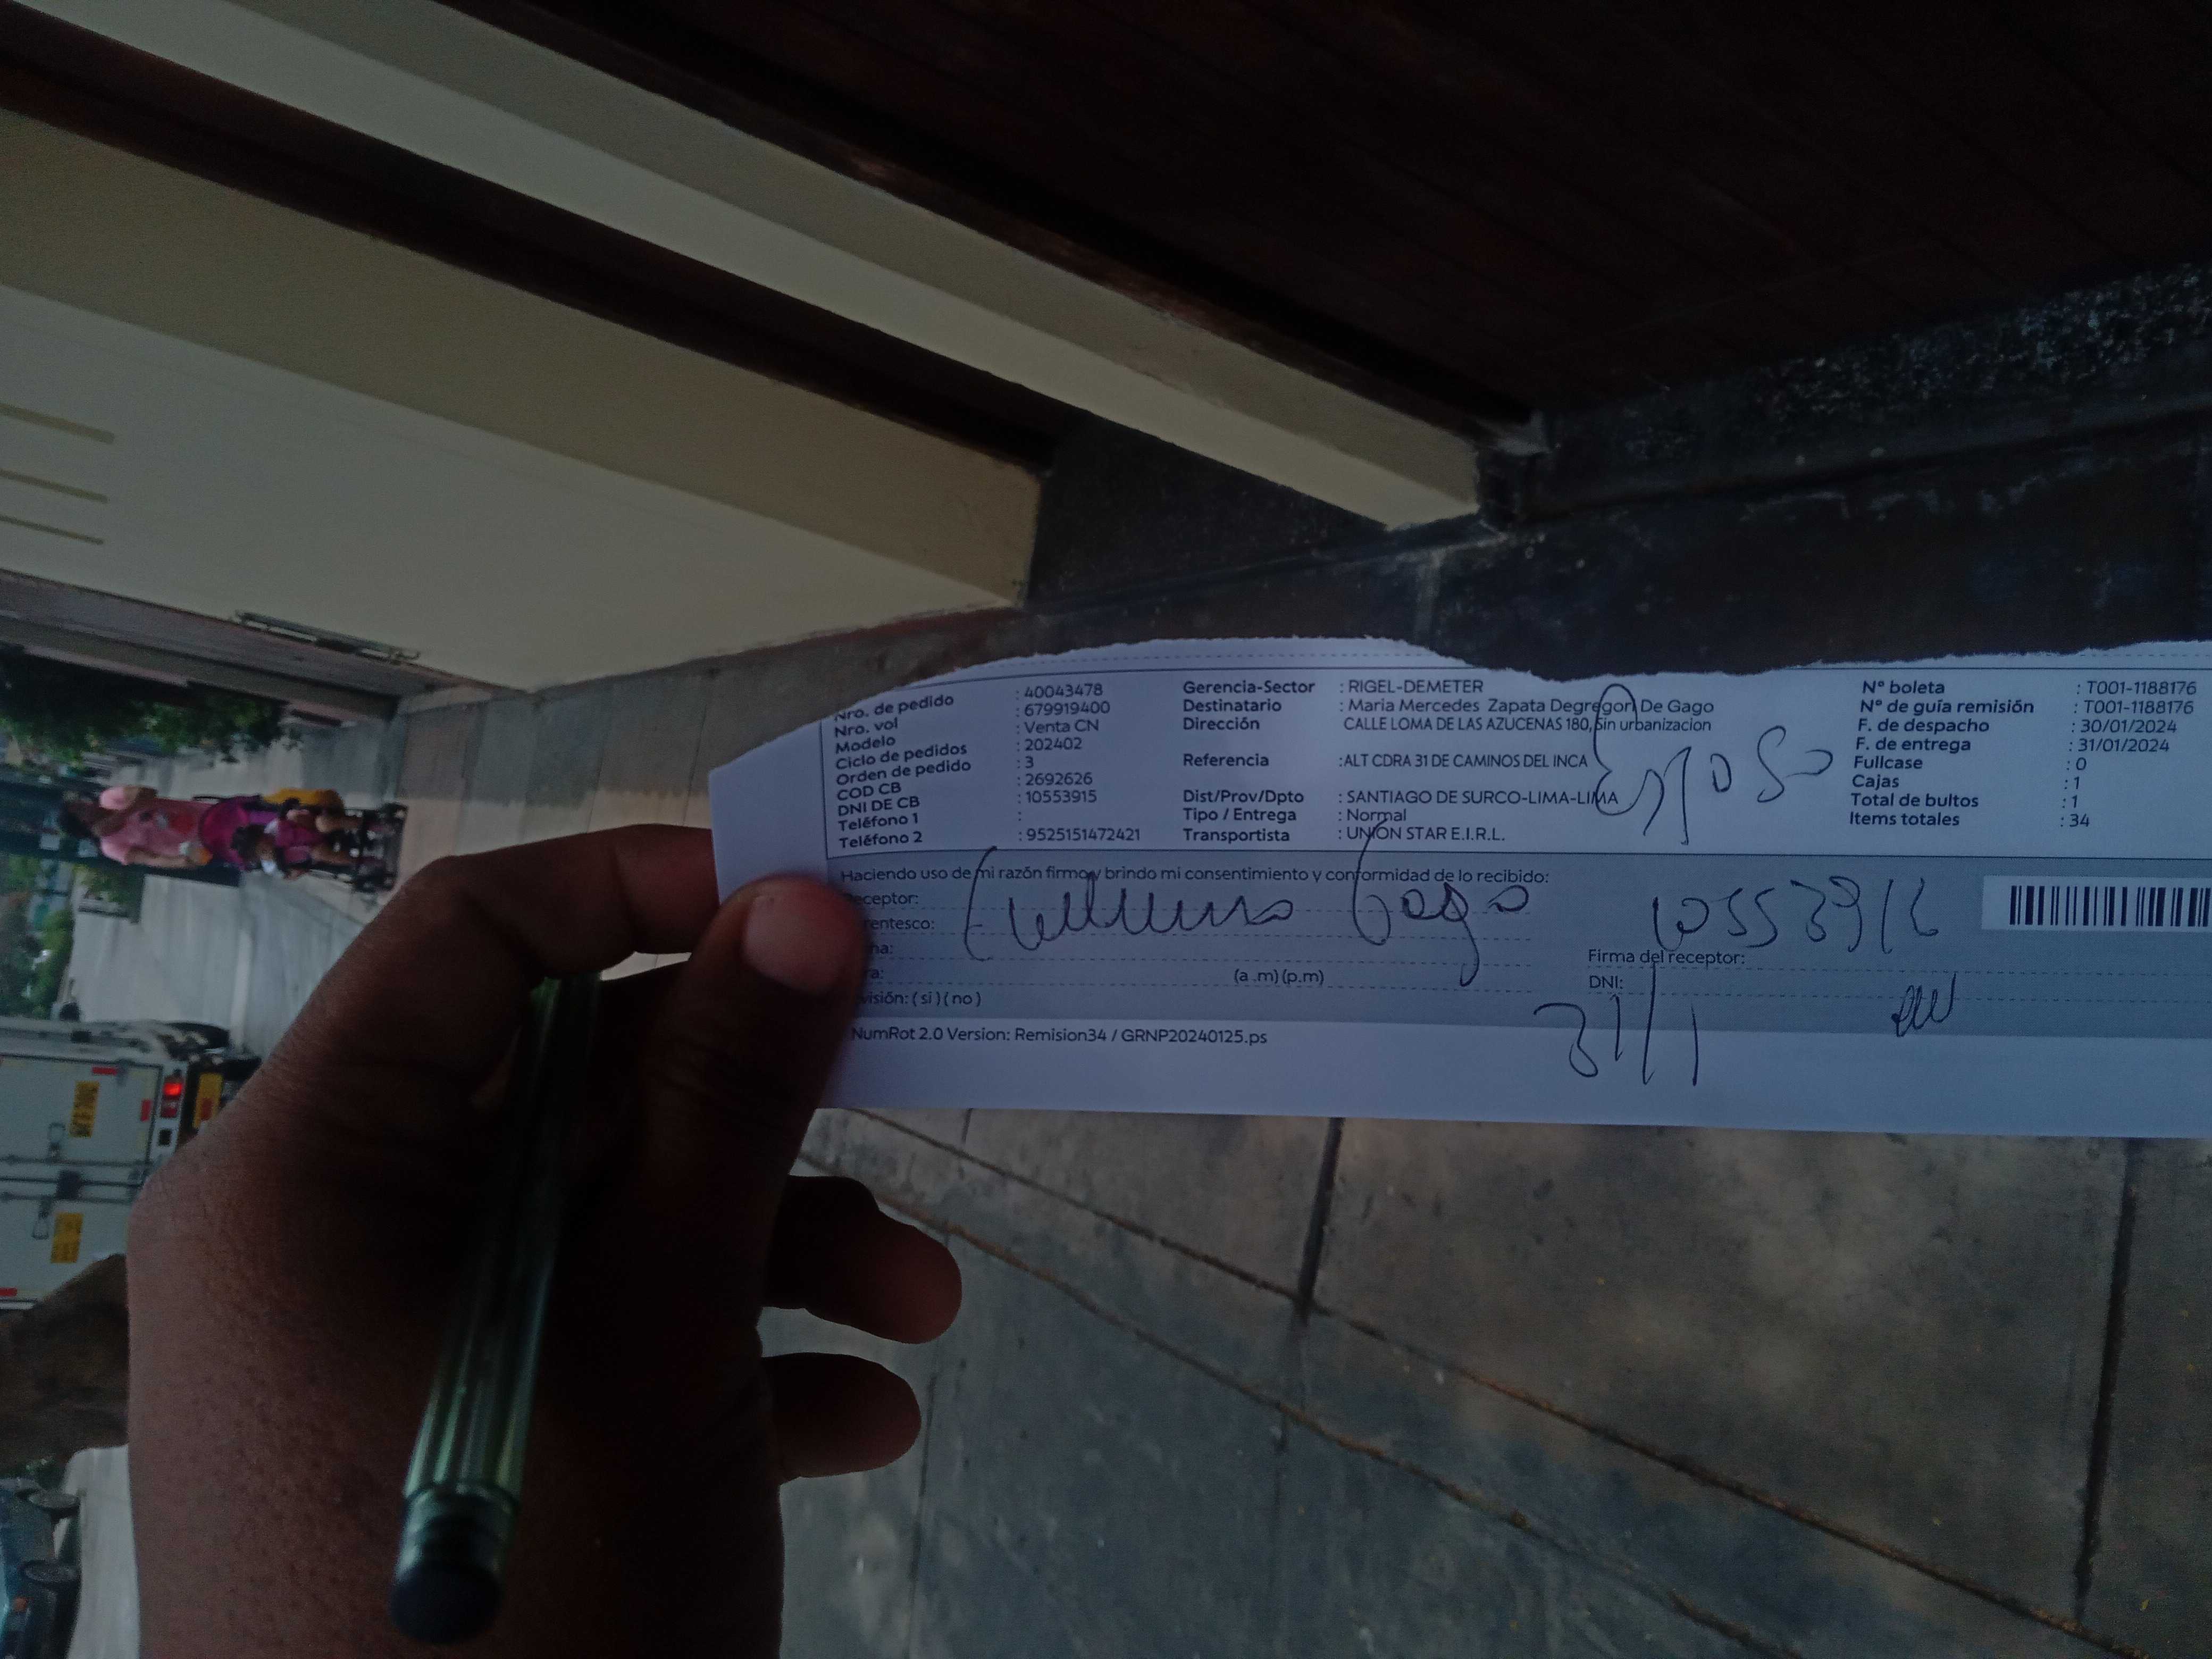 Nro. de pedido : 40043478
Nro. vol : 679919400
Modelo : Venta CN
Ciclo de pedidos : 202402
Orden de pedido : 3
COD CB : 2692626
DNI DE CB : 10553915
Teléfono 1 :
Teléfono 2 : 9525151472421
Gerencia-Sector : RIGEL-DEMETER
Destinatario : Maria Mercedes Zapata Degregori De Gago
Dirección CALLE LOMA DE LAS AZUCENAS 180, Sin urbanizacion
Referencia :ALT CDRA 31 DE CAMINOS DEL INCA
Dist/Prov/Dpto : SANTIAGO DE SURCO-LIMA-LIMA
Tipo / Entrega : Normal
Transportista : UNION STAR E.I.R.L.
Esposo
Nº boleta : T001-1188176
Nº de guía remisión : T001-1188176
F. de despacho : 30/01/2024
F. de entrega : 31/01/2024
Fullcase : 0
Cajas : 1
Total de bultos : 1
Items totales : 34
Haciendo uso de mi razón firmo y brindo mi consentimiento y conformidad de lo recibido:
eceptor:
Gago
rentesco:
(a .m) (p.m)
visión: ( si ) ( no )
10553916
Firma del receptor:
DNI:
31/1
NumRot 2.0 Version: Remision34 / GRNP20240125.ps